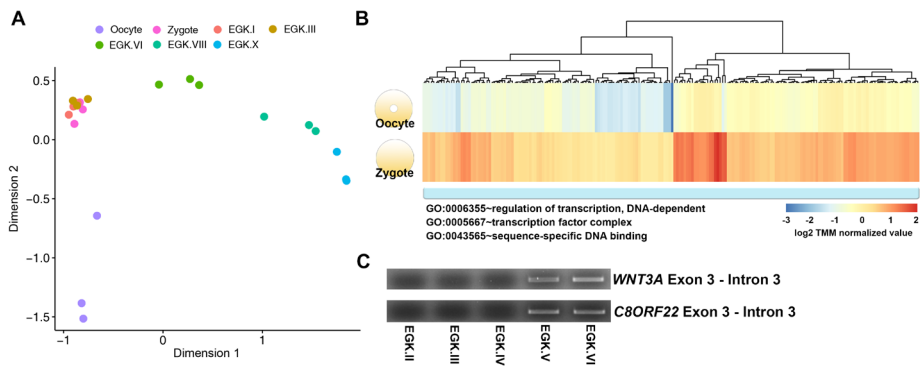 A
Oocyte Zygote EGK.I EGK.III
EGK.VI EGK.VIII EGK.X
0.5
0.0
−0.5
−1.0
−1.5
−1 0 1
Dimension 2
Dimension 1
B
Oocyte
Zygote
GO:0006355~regulation of transcription, DNA-dependent
GO:0005667~transcription factor complex
GO:0043565~sequence-specific DNA binding
-3 -2 -1 0 1 2
log2 TMM normalized value
C
WNT3A Exon 3 - Intron 3
C8ORF22 Exon 3 - Intron 3
EGK.II
EGK.III
EGK.IV
EGK.V
EGK.VI